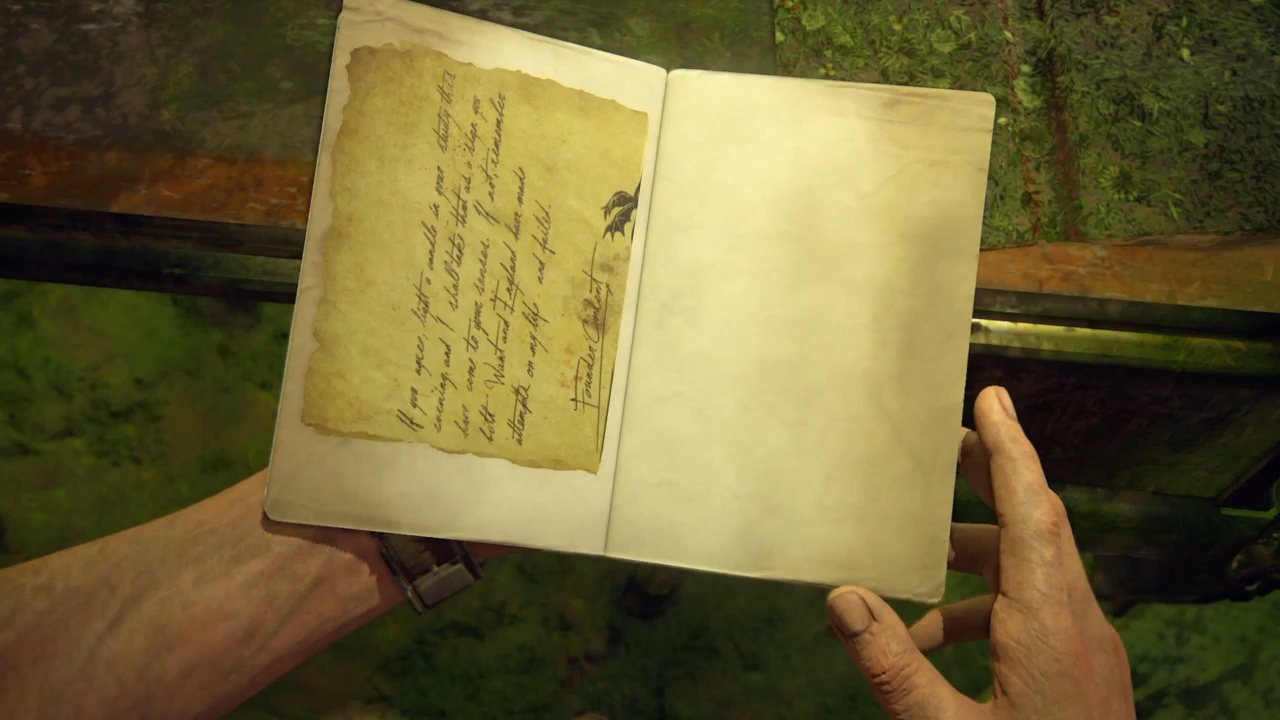 If you agree, light a candle in your study this
evening, and I shall take that as a sign you
have come to your senses. If not, remember
both Want and England have made
attempts on my life and failed.
Founder